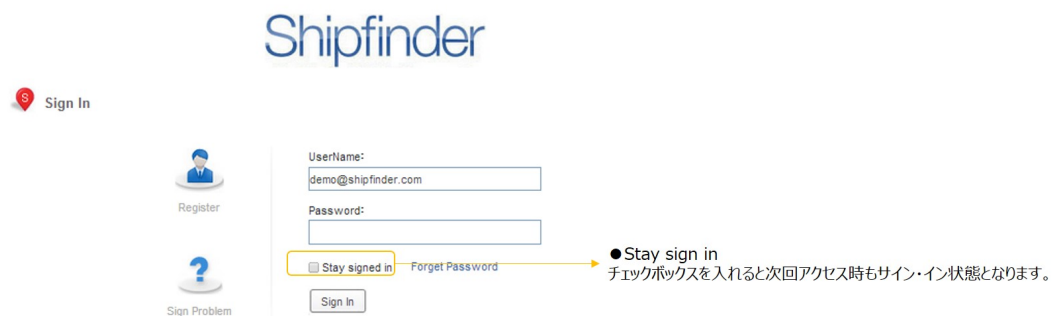 Shipfinder
S
Sign In
UserName:
demo@shipfinder.com
Register
Password:
Stay signed in Forget Password
●Stay sign in
チェックボックスを入れると次回アクセス時もサイン・イン状態となります。
?
Sign In
Sign Problem